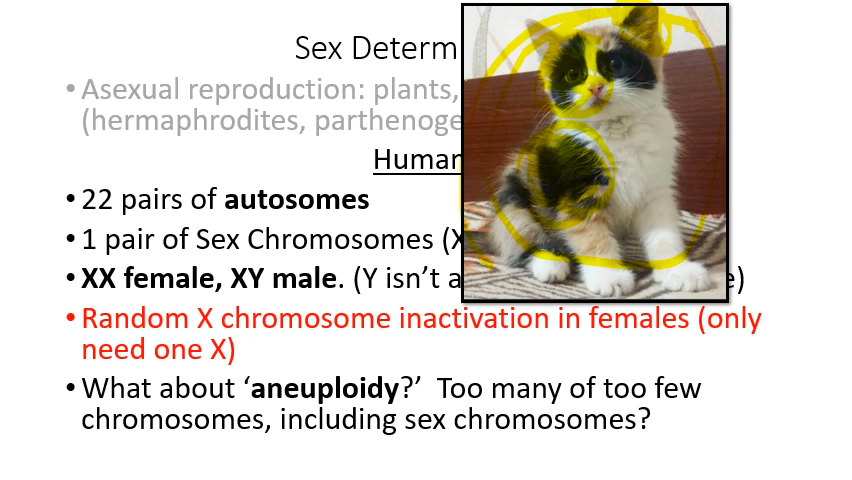 Sex Determ
• Asexual reproduction: plants,
(hermaphrodites, parthenoge
Human
• 22 pairs of autosomes
• 1 pair of Sex Chromosomes (X
• XX female, XY male. (Y isn’t a e)
• Random X chromosome inactivation in females (only
need one X)
• What about ‘aneuploidy?’ Too many of too few
chromosomes, including sex chromosomes?